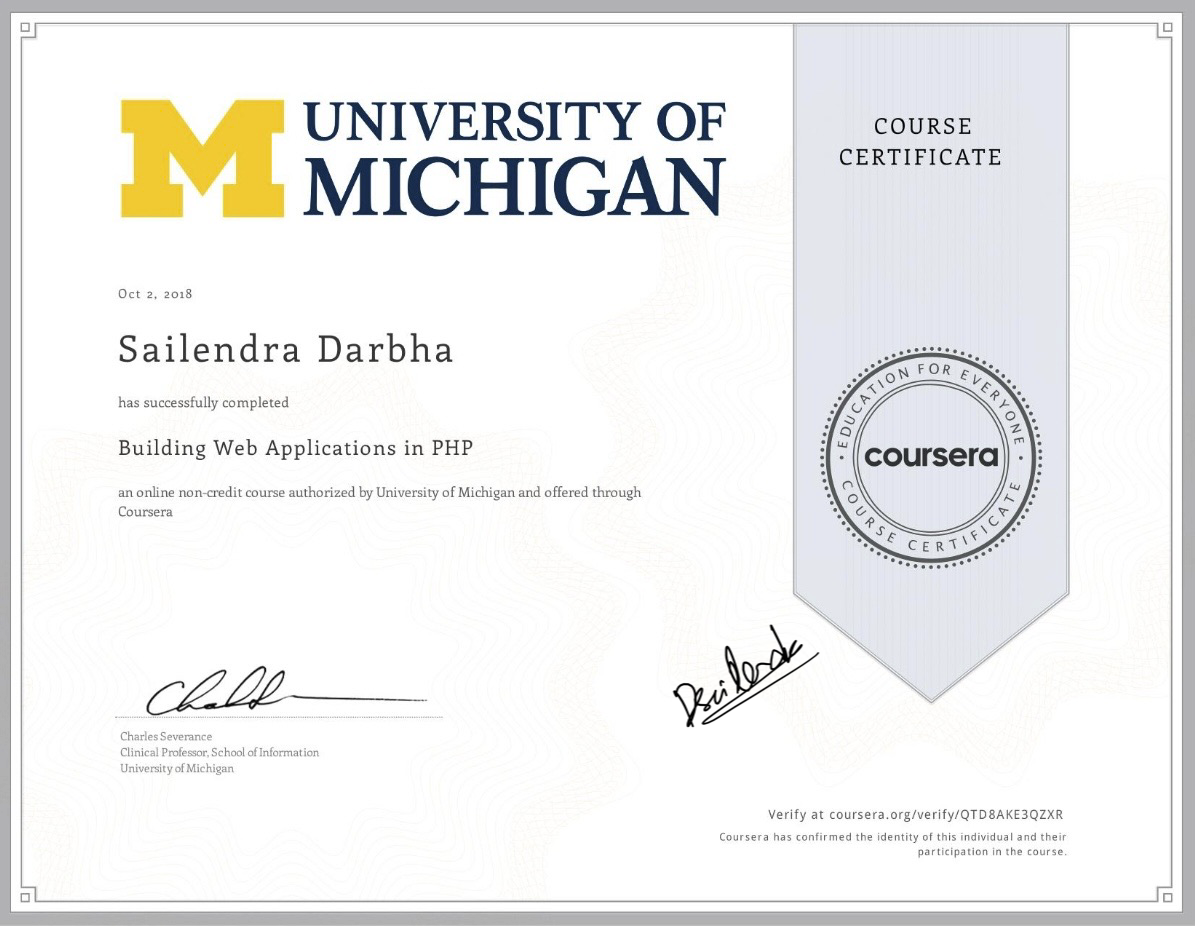 UNIVERSITY OF
MICHIGAN
COURSE
CERTIFICATE
Oct 2, 2018
Sailendra Darbha
has successfully completed
Building Web Applications in PHP
an online non-credit course authorized by University of Michigan and offered through
Coursera
EDUCATION FOR EVERYONE
coursera
COURSE CERTIFICATE
Charles Severance
Clinical Professor, School of Information
University of Michigan
Verify at coursera.org/verify/QTD8AKE3QZXR
Coursera has confirmed the identity of this individual and their
participation in the course.